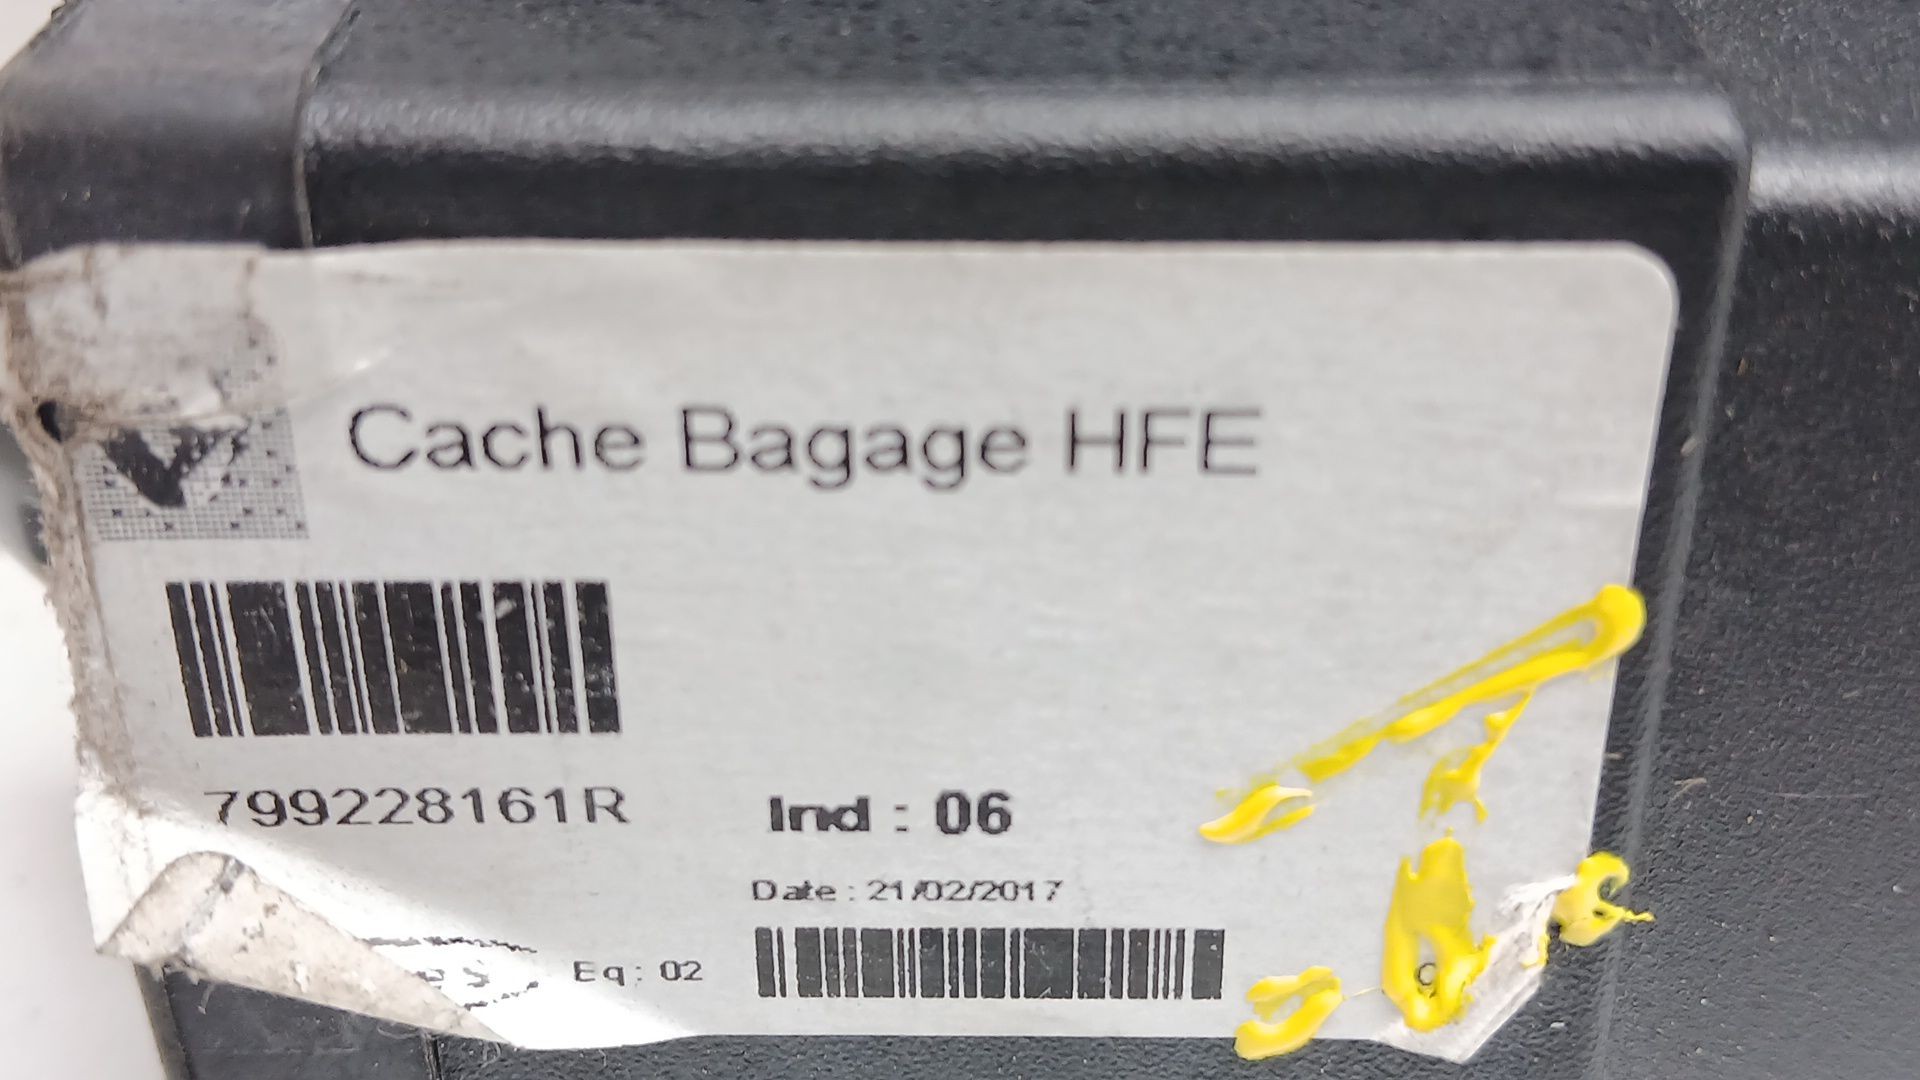 Cache Bagage HFE
799228161R
Ind : 06
Date : 21/02/2017
Eq : 02